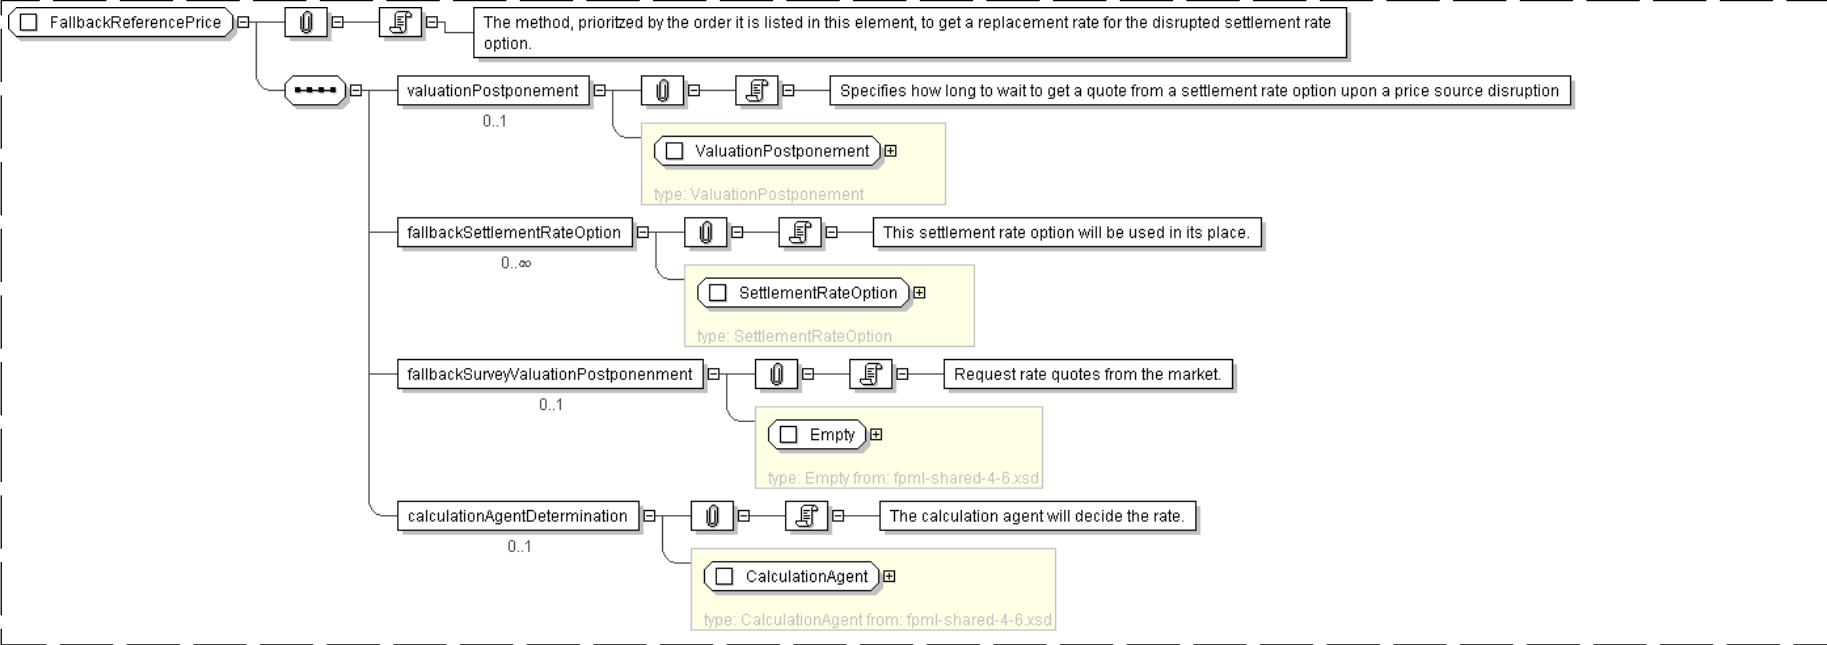 FallbackReferencePrice
The method, prioritzed by the order it is listed in this element, to get a replacement rate for the disrupted settlement rate
option.
valuationPostponement
Specifies how long to wait to get a quote from a settlement rate option upon a price source disruption
0..1
ValuationPostponement
type: ValuationPostponement
fallbackSettlementRateOption
This settlement rate option will be used in its place.
0..∞
SettlementRateOption
type: SettlementRateOption
fallbackSurveyValuationPostponenment
Request rate quotes from the market.
0..1
Empty
type: Empty from: fpml-shared-4-6.xsd
calculationAgentDetermination
The calculation agent will decide the rate.
0..1
CalculationAgent
type: CalculationAgent from: fpml-shared-4-6.xsd